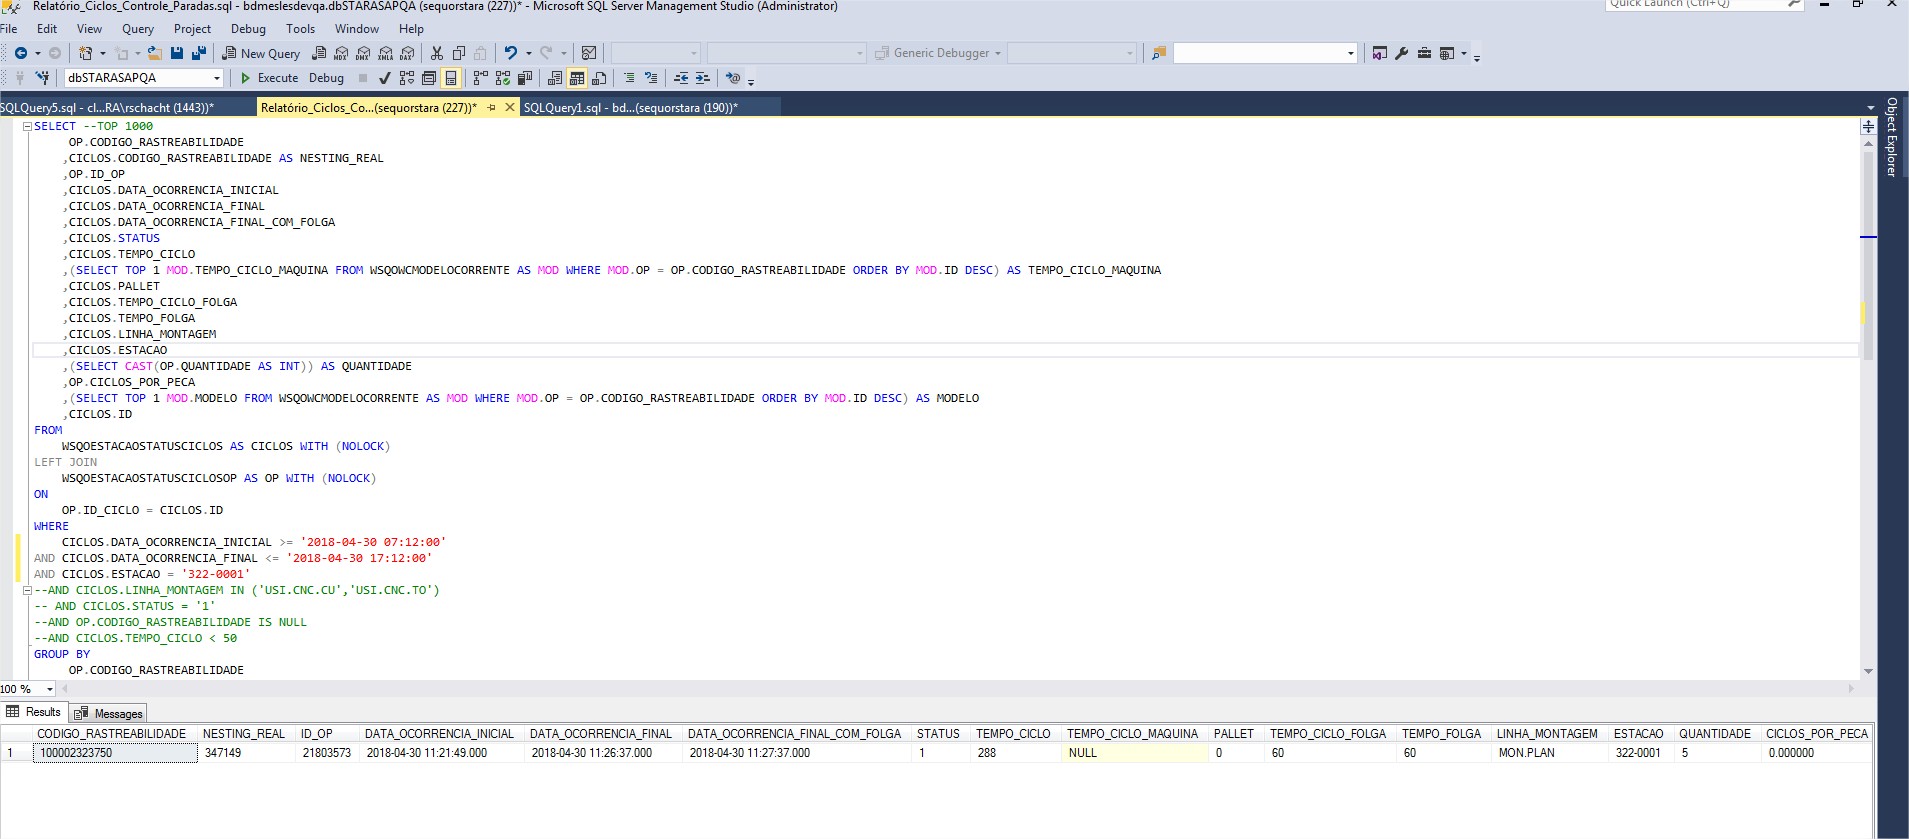 Relatório_Ciclos_Controle_Paradas.sql - bdmeslesdevqa.dbSTARASAPQA (sequorstara (227))* - Microsoft SQL Server Management Studio (Administrator)
Quick Launch (Ctrl+Q)
File Edit View Query Project Debug Tools Window Help
New Query MDX DMX XMLA DAX Generic Debugger
dbSTARASAPQA Execute Debug
SQLQuery5.sql - cl...RA\rschacht (1443))* Relatório_Ciclos_Co...(sequorstara (227))* SQLQuery1.sql - bd...(sequorstara (190))*
Object Explorer
SELECT --TOP 1000
OP.CODIGO_RASTREABILIDADE
,CICLOS.CODIGO_RASTREABILIDADE AS NESTING_REAL
,OP.ID_OP
,CICLOS.DATA_OCORRENCIA_INICIAL
,CICLOS.DATA_OCORRENCIA_FINAL
,CICLOS.DATA_OCORRENCIA_FINAL_COM_FOLGA
,CICLOS.STATUS
,CICLOS.TEMPO_CICLO
,(SELECT TOP 1 MOD.TEMPO_CICLO_MAQUINA FROM WSQOWCMODELOCORRENTE AS MOD WHERE MOD.OP = OP.CODIGO_RASTREABILIDADE ORDER BY MOD.ID DESC) AS TEMPO_CICLO_MAQUINA
,CICLOS.PALLET
,CICLOS.TEMPO_CICLO_FOLGA
,CICLOS.TEMPO_FOLGA
,CICLOS.LINHA_MONTAGEM
,CICLOS.ESTACAO
,(SELECT CAST(OP.QUANTIDADE AS INT)) AS QUANTIDADE
,OP.CICLOS_POR_PECA
,(SELECT TOP 1 MOD.MODELO FROM WSQOWCMODELOCORRENTE AS MOD WHERE MOD.OP = OP.CODIGO_RASTREABILIDADE ORDER BY MOD.ID DESC) AS MODELO
,CICLOS.ID
FROM
WSQOESTACAOSTATUSCICLOS AS CICLOS WITH (NOLOCK)
LEFT JOIN
WSQOESTACAOSTATUSCICLOSOP AS OP WITH (NOLOCK)
ON
OP.ID_CICLO = CICLOS.ID
WHERE
CICLOS.DATA_OCORRENCIA_INICIAL >= '2018-04-30 07:12:00'
AND CICLOS.DATA_OCORRENCIA_FINAL <= '2018-04-30 17:12:00'
AND CICLOS.ESTACAO = '322-0001'
--AND CICLOS.LINHA_MONTAGEM IN ('USI.CNC.CU','USI.CNC.TO')
-- AND CICLOS.STATUS = '1'
--AND OP.CODIGO_RASTREABILIDADE IS NULL
--AND CICLOS.TEMPO_CICLO < 50
GROUP BY
OP.CODIGO_RASTREABILIDADE
100 %
Results Messages
CODIGO_RASTREABILIDADE NESTING_REAL ID_OP DATA_OCORRENCIA_INICIAL DATA_OCORRENCIA_FINAL DATA_OCORRENCIA_FINAL_COM_FOLGA STATUS TEMPO_CICLO TEMPO_CICLO_MAQUINA PALLET TEMPO_CICLO_FOLGA TEMPO_FOLGA LINHA_MONTAGEM ESTACAO QUANTIDADE CICLOS_POR_PECA
1 100002323750 347149 21803573 2018-04-30 11:21:49.000 2018-04-30 11:26:37.000 2018-04-30 11:27:37.000 1 288 NULL 0 60 60 MON.PLAN 322-0001 5 0.000000